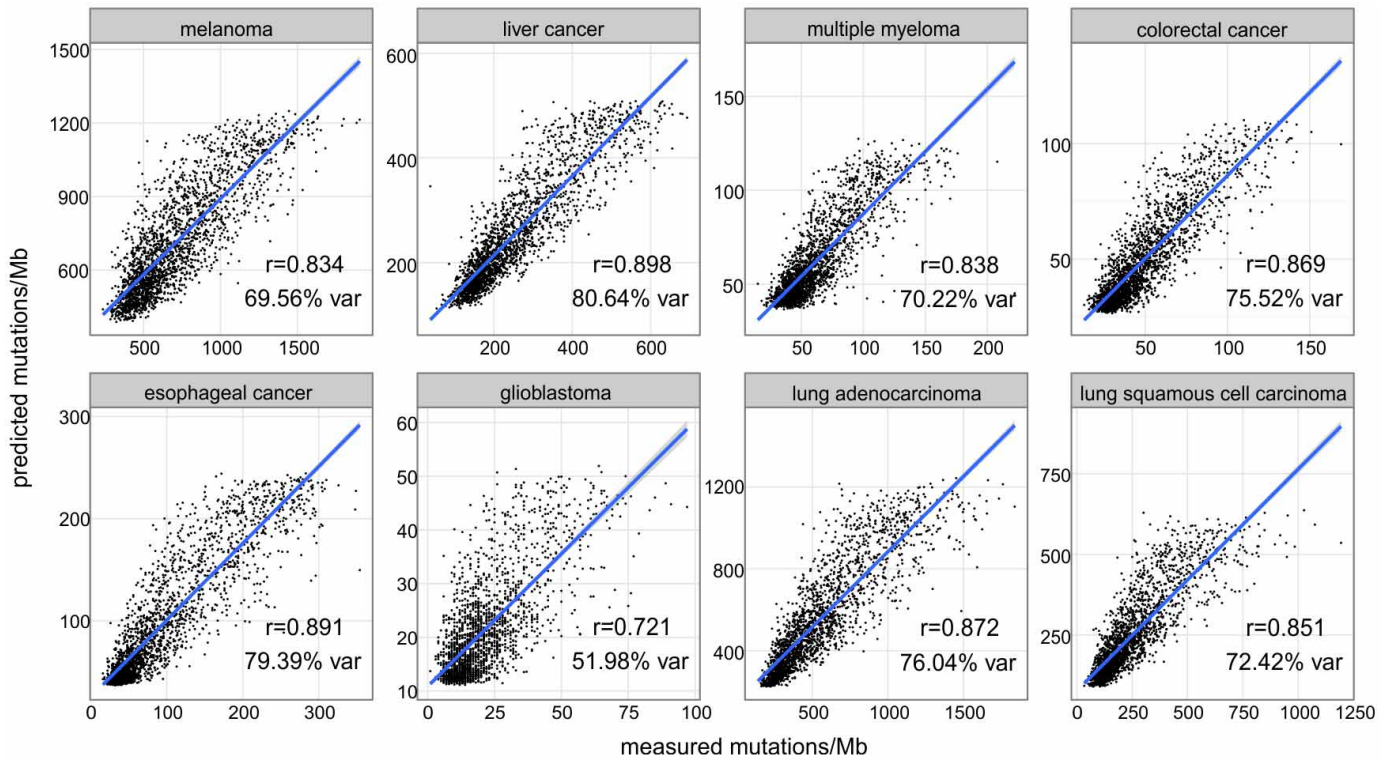 melanoma
liver cancer
multiple myeloma
colorectal cancer
1500
1200
900
600
r=0.834
69.56% var
500 1000 1500
600
400
200
r=0.898
80.64% var
200 400 600
150
100
50
r=0.838
70.22% var
50 100 150 200
100
50
r=0.869
75.52% var
50 100 150
predicted mutations/Mb
esophageal cancer
glioblastoma
lung adenocarcinoma
lung squamous cell carcinoma
300
200
100
r=0.891
79.39% var
0 100 200 300
60
50
40
30
20
10
r=0.721
51.98% var
0 25 50 75 100
1200
800
400
r=0.872
76.04% var
500 1000 1500
750
500
250
r=0.851
72.42% var
0 250 500 750 1000 1250
measured mutations/Mb